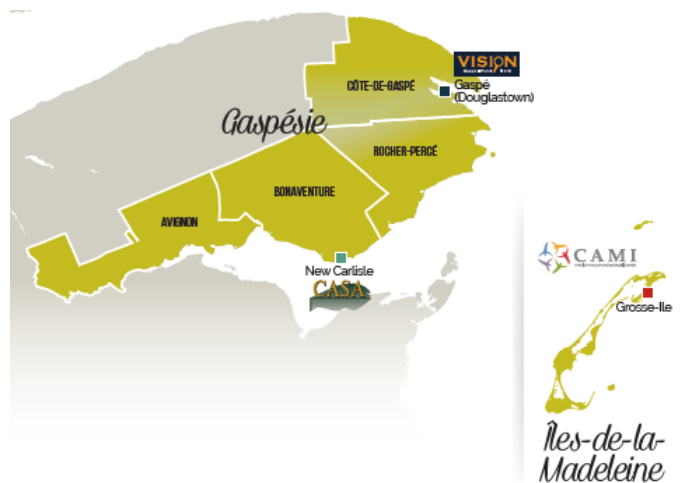 VISION
CÔTE-DE-GASPÉ
Gaspé
(Douglastown)
Gaspésie
ROCHER-PERCÉ
BONAVENTURE
AVIGNON
New Carlisle
CASA
CAMI
Grosse-Ile
Îles-de-la-
Madeleine